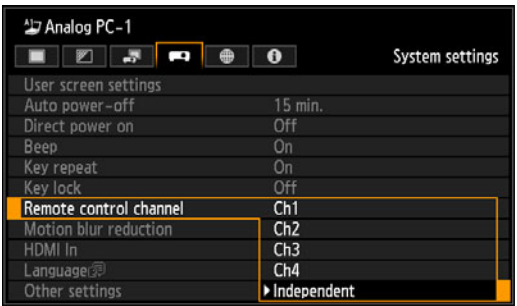 Analog PC-1
System settings
User screen settings
Auto power-off 15 min.
Direct power on Off
Beep On
Key repeat On
Key lock Off
Remote control channel Ch1
Motion blur reduction Ch2
HDMI In Ch3
Language Ch4
Other settings Independent